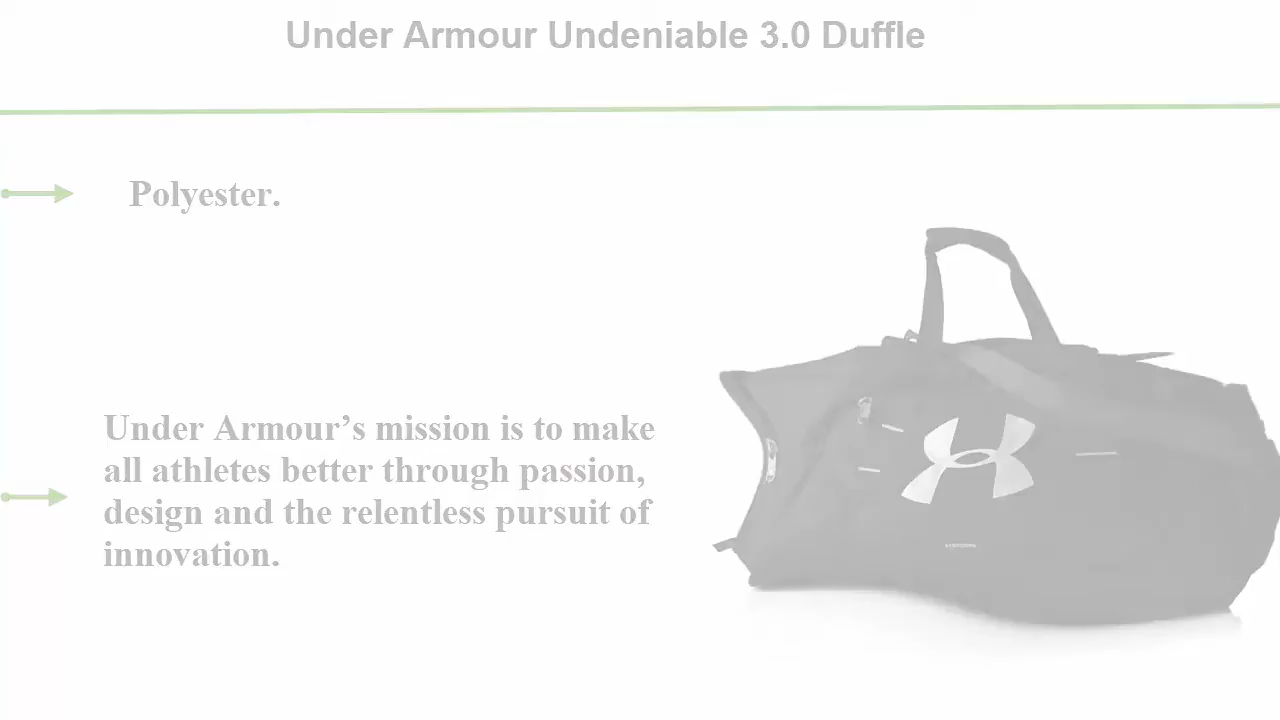 Under Armour Undeniable 3.0 Duffle
Polyester.
Under Armour’s mission is to make
all athletes better through passion,
design and the relentless pursuit of
innovation.